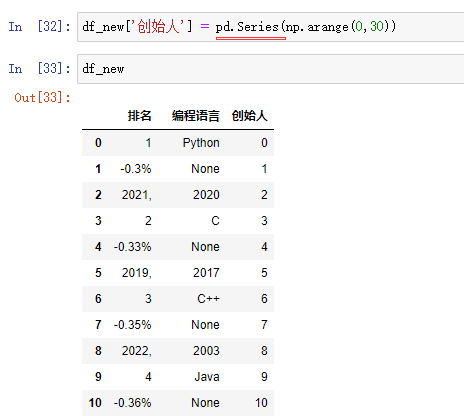 In [32]: df_new['创始人'] = pd.Series(np.arange(0,30))
In [33]: df_new
Out[33]:
排名 编程语言 创始人
0 1 Python 0
1 -0.3% None 1
2 2021, 2020 2
3 2 C 3
4 -0.33% None 4
5 2019, 2017 5
6 3 C++ 6
7 -0.35% None 7
8 2022, 2003 8
9 4 Java 9
10 -0.36% None 10